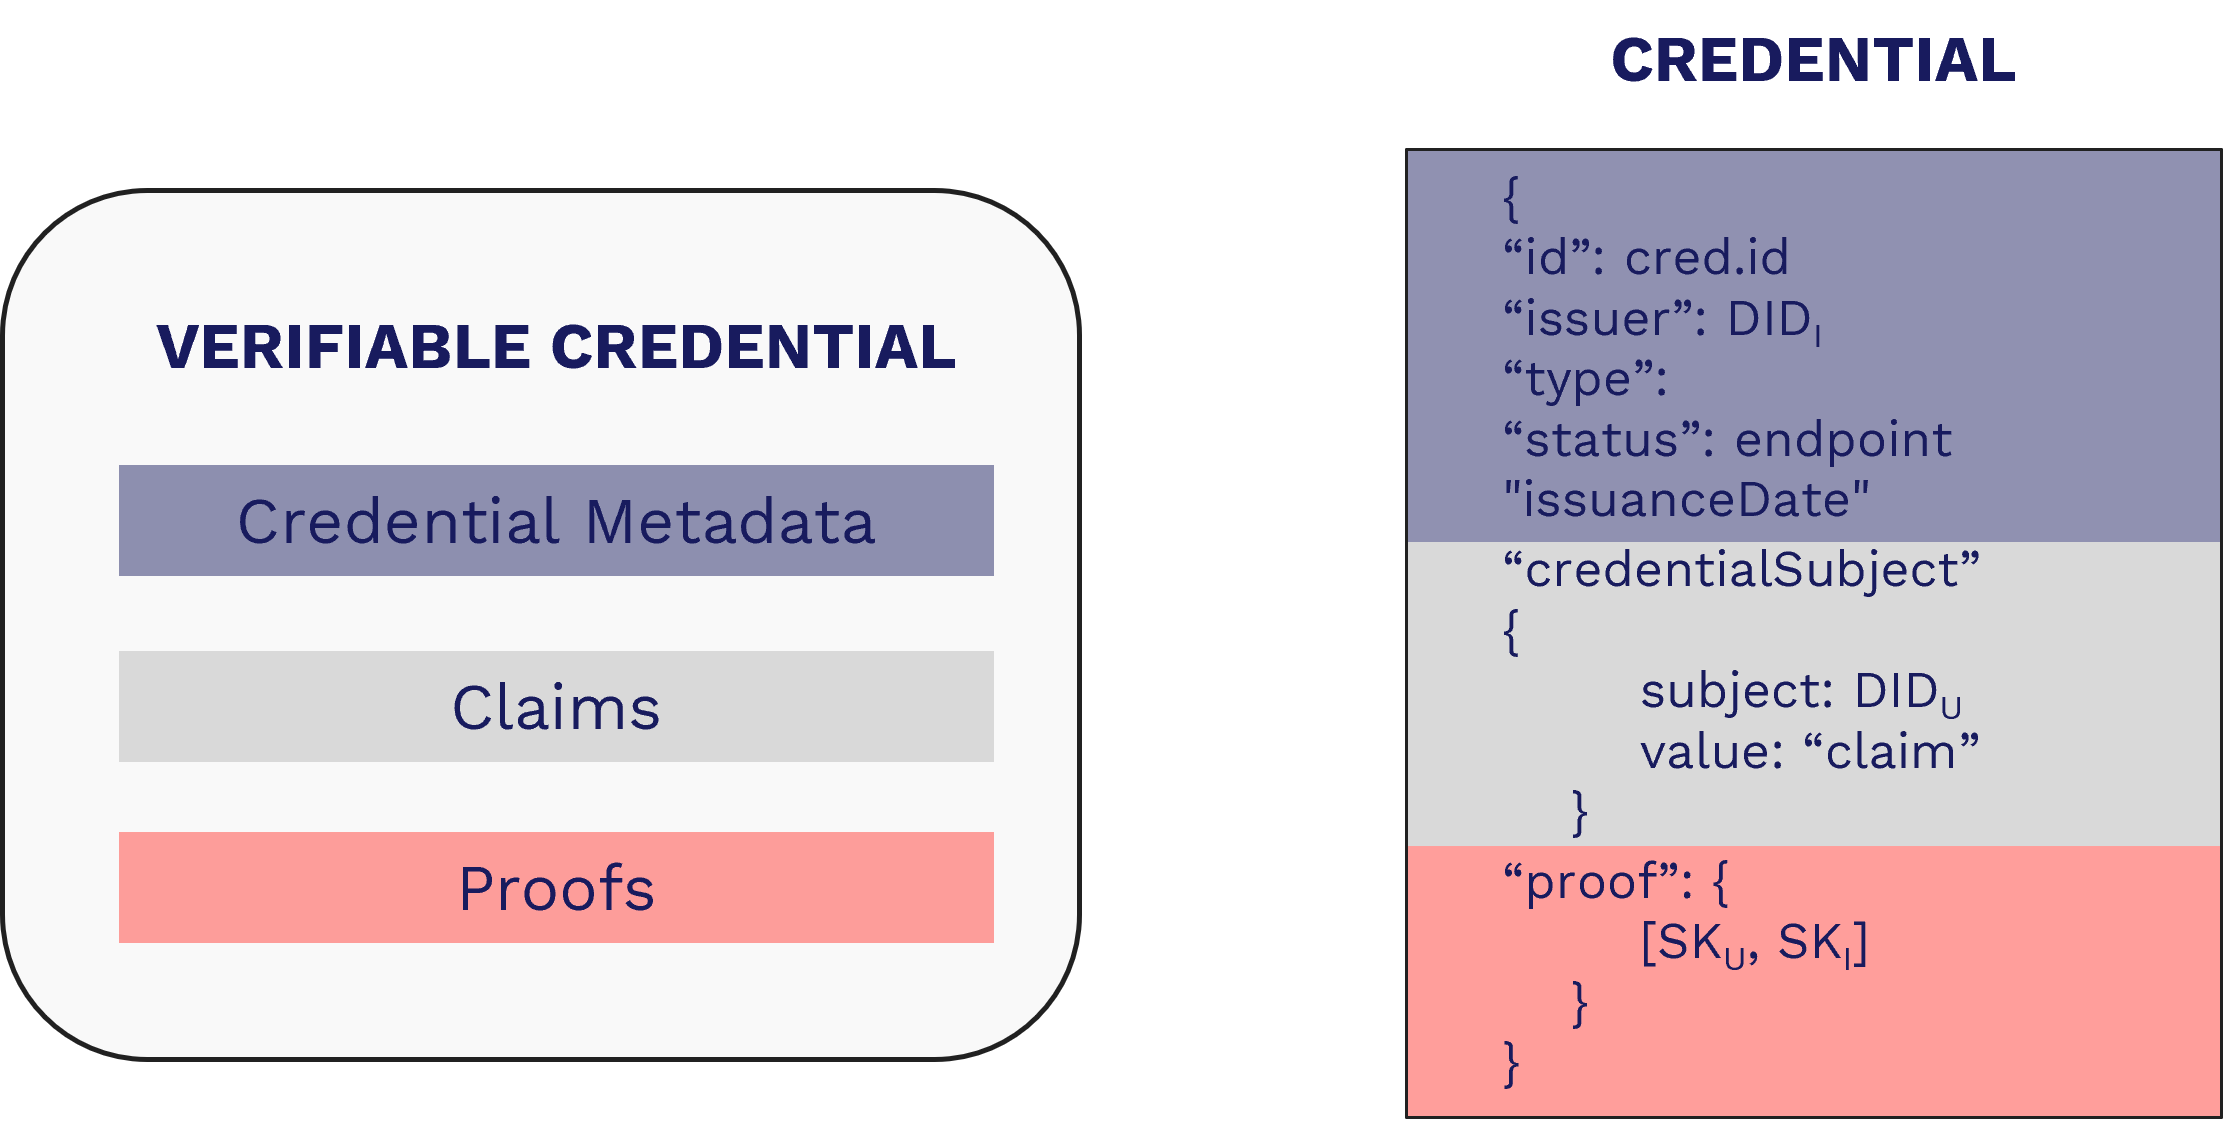 VERIFIABLE CREDENTIAL
Credential Metadata
Claims
Proofs
CREDENTIAL
{
“id”: cred.id
“issuer”: DID_I
“type”:
“status”: endpoint
"issuanceDate"
“credentialSubject”
{
subject: DID_U
value: “claim”
}
“proof”: {
[SK_U, SK_I]
}
}